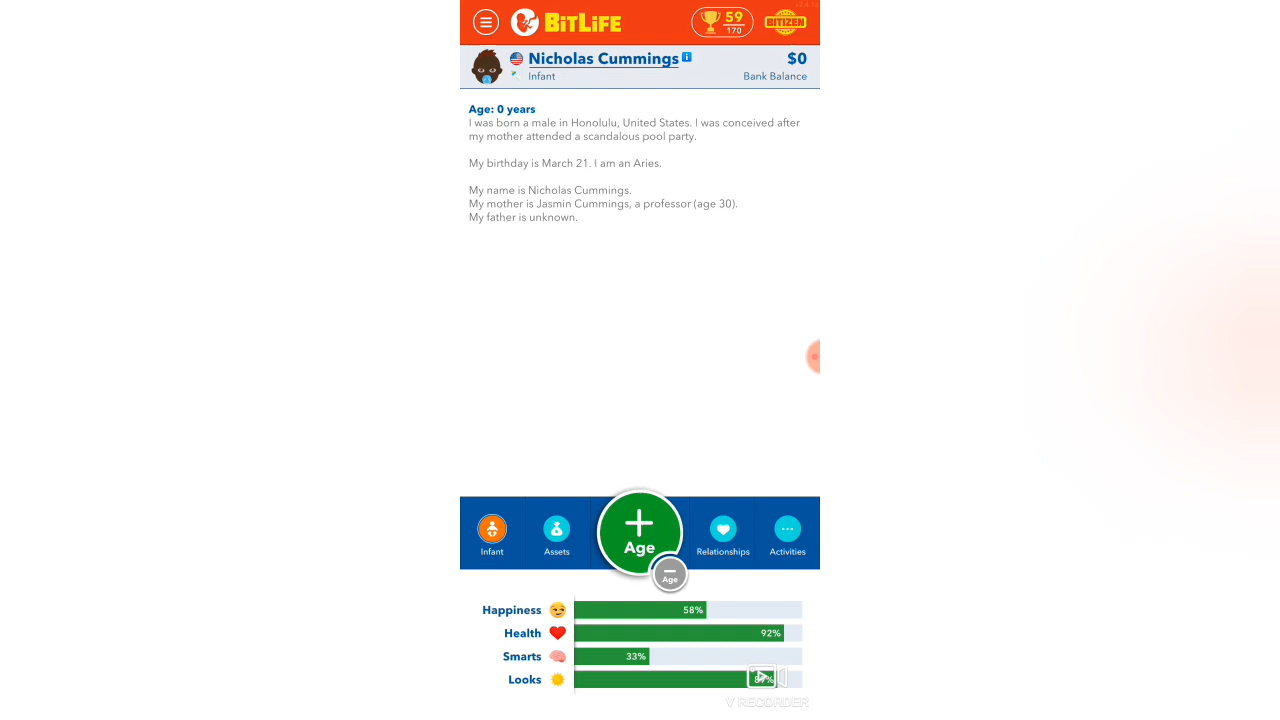 v1.4.1c
BITLIFE
59
170
BITIZEN
Nicholas Cummings
$0
Infant
Bank Balance
Age: 0 years
I was born a male in Honolulu, United States. I was conceived after
my mother attended a scandalous pool party.
My birthday is March 21. I am an Aries.
My name is Nicholas Cummings.
My mother is Jasmin Cummings, a professor (age 30).
My father is unknown.
Infant
Assets
Age
Relationships
Activities
Age
Happiness
58%
Health
92%
Smarts
33%
Looks
V RECORDER